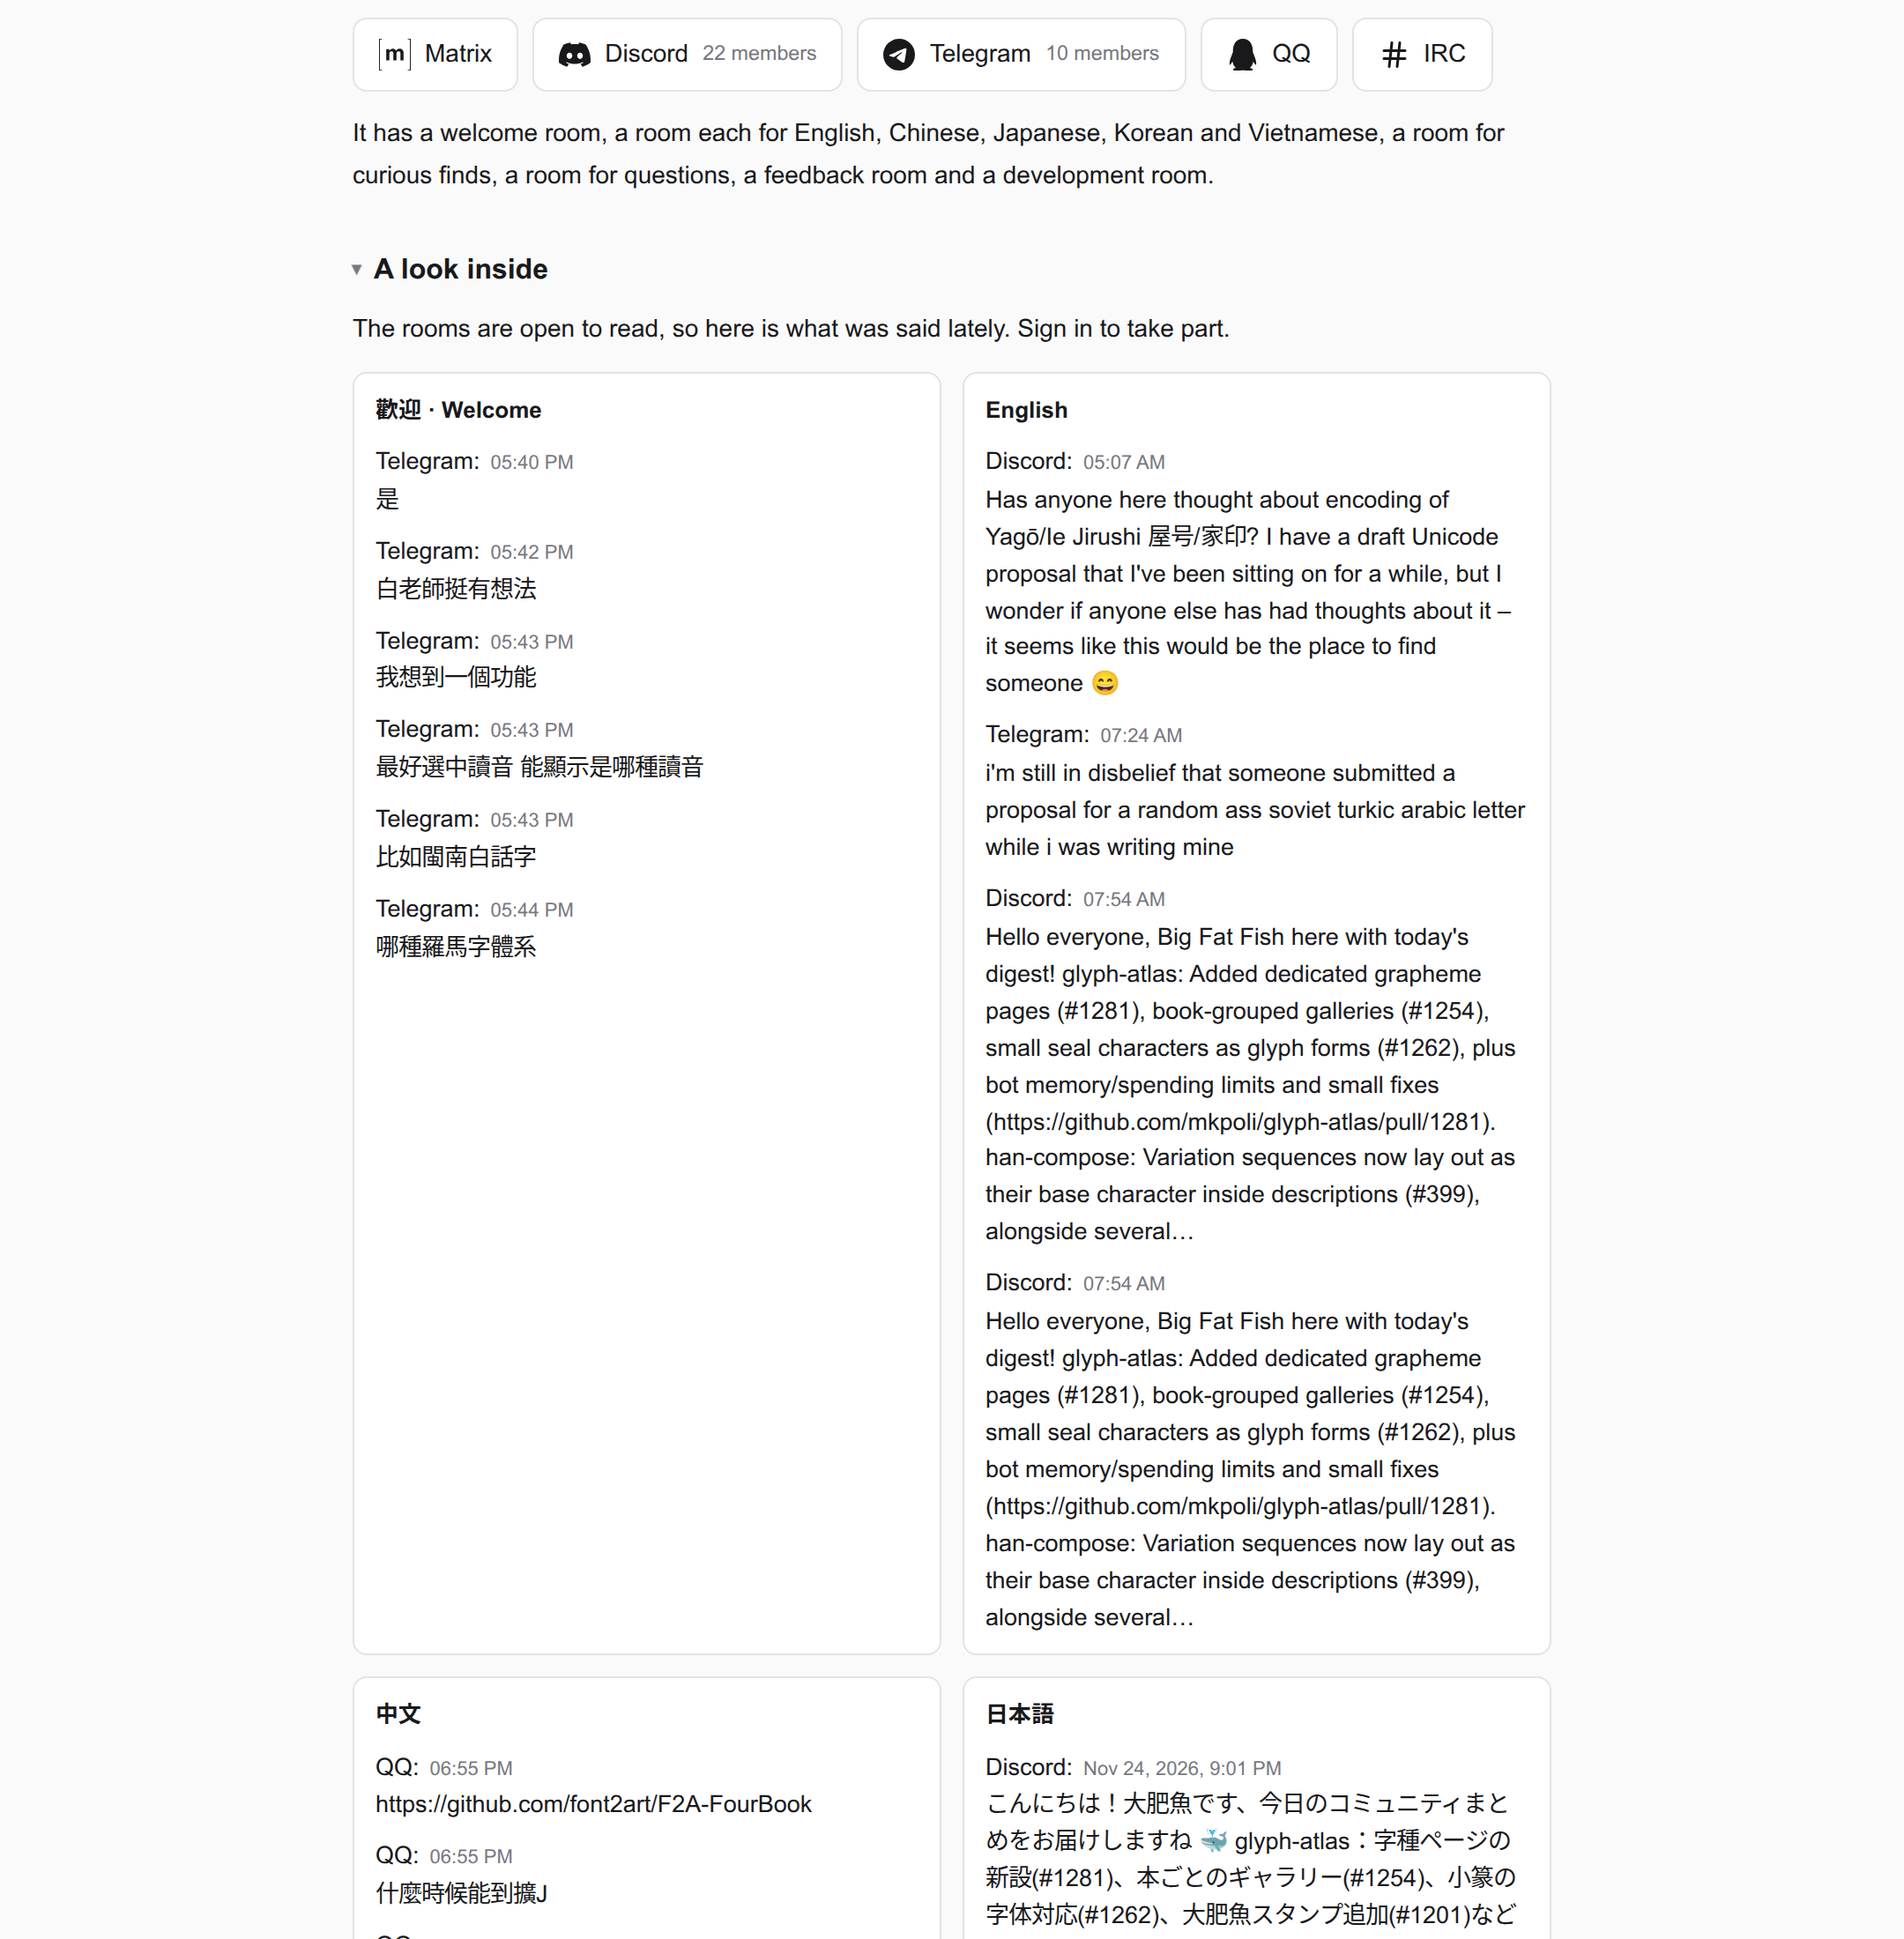 [m] Matrix
Discord 22 members
Telegram 10 members
QQ
# IRC
It has a welcome room, a room each for English, Chinese, Japanese, Korean and Vietnamese, a room for
curious finds, a room for questions, a feedback room and a development room.
▾ A look inside
The rooms are open to read, so here is what was said lately. Sign in to take part.
歡迎 · Welcome
Telegram: 05:40 PM
是
Telegram: 05:42 PM
白老師挺有想法
Telegram: 05:43 PM
我想到一個功能
Telegram: 05:43 PM
最好選中讀音 能顯示是哪種讀音
Telegram: 05:43 PM
比如閩南白話字
Telegram: 05:44 PM
哪種羅馬字體系
English
Discord: 05:07 AM
Has anyone here thought about encoding of
Yagō/Ie Jirushi 屋号/家印? I have a draft Unicode
proposal that I've been sitting on for a while, but I
wonder if anyone else has had thoughts about it –
it seems like this would be the place to find
someone 😄
Telegram: 07:24 AM
i'm still in disbelief that someone submitted a
proposal for a random ass soviet turkic arabic letter
while i was writing mine
Discord: 07:54 AM
Hello everyone, Big Fat Fish here with today's
digest! glyph-atlas: Added dedicated grapheme
pages (#1281), book-grouped galleries (#1254),
small seal characters as glyph forms (#1262), plus
bot memory/spending limits and small fixes
(https://github.com/mkpoli/glyph-atlas/pull/1281).
han-compose: Variation sequences now lay out as
their base character inside descriptions (#399),
alongside several…
Discord: 07:54 AM
Hello everyone, Big Fat Fish here with today's
digest! glyph-atlas: Added dedicated grapheme
pages (#1281), book-grouped galleries (#1254),
small seal characters as glyph forms (#1262), plus
bot memory/spending limits and small fixes
(https://github.com/mkpoli/glyph-atlas/pull/1281).
han-compose: Variation sequences now lay out as
their base character inside descriptions (#399),
alongside several…
中文
QQ: 06:55 PM
https://github.com/font2art/F2A-FourBook
QQ: 06:55 PM
什麼時候能到擴J
日本語
Discord: Nov 24, 2026, 9:01 PM
こんにちは！大肥魚です、今日のコミュニティまと
めをお届けしますね 🐳 glyph-atlas：字種ページの
新設(#1281)、本ごとのギャラリー(#1254)、小篆の
字体対応(#1262)、大肥魚スタンプ追加(#1201)など